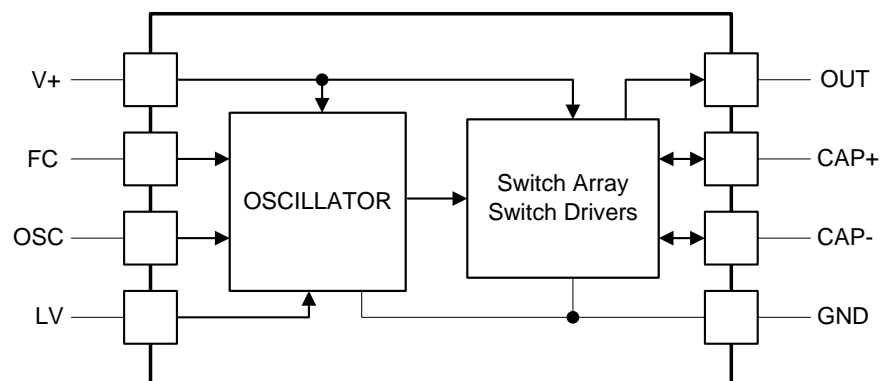 V+
OUT
FC
CAP+
OSCILLATOR
Switch Array
Switch Drivers
OSC
CAP-
LV
GND